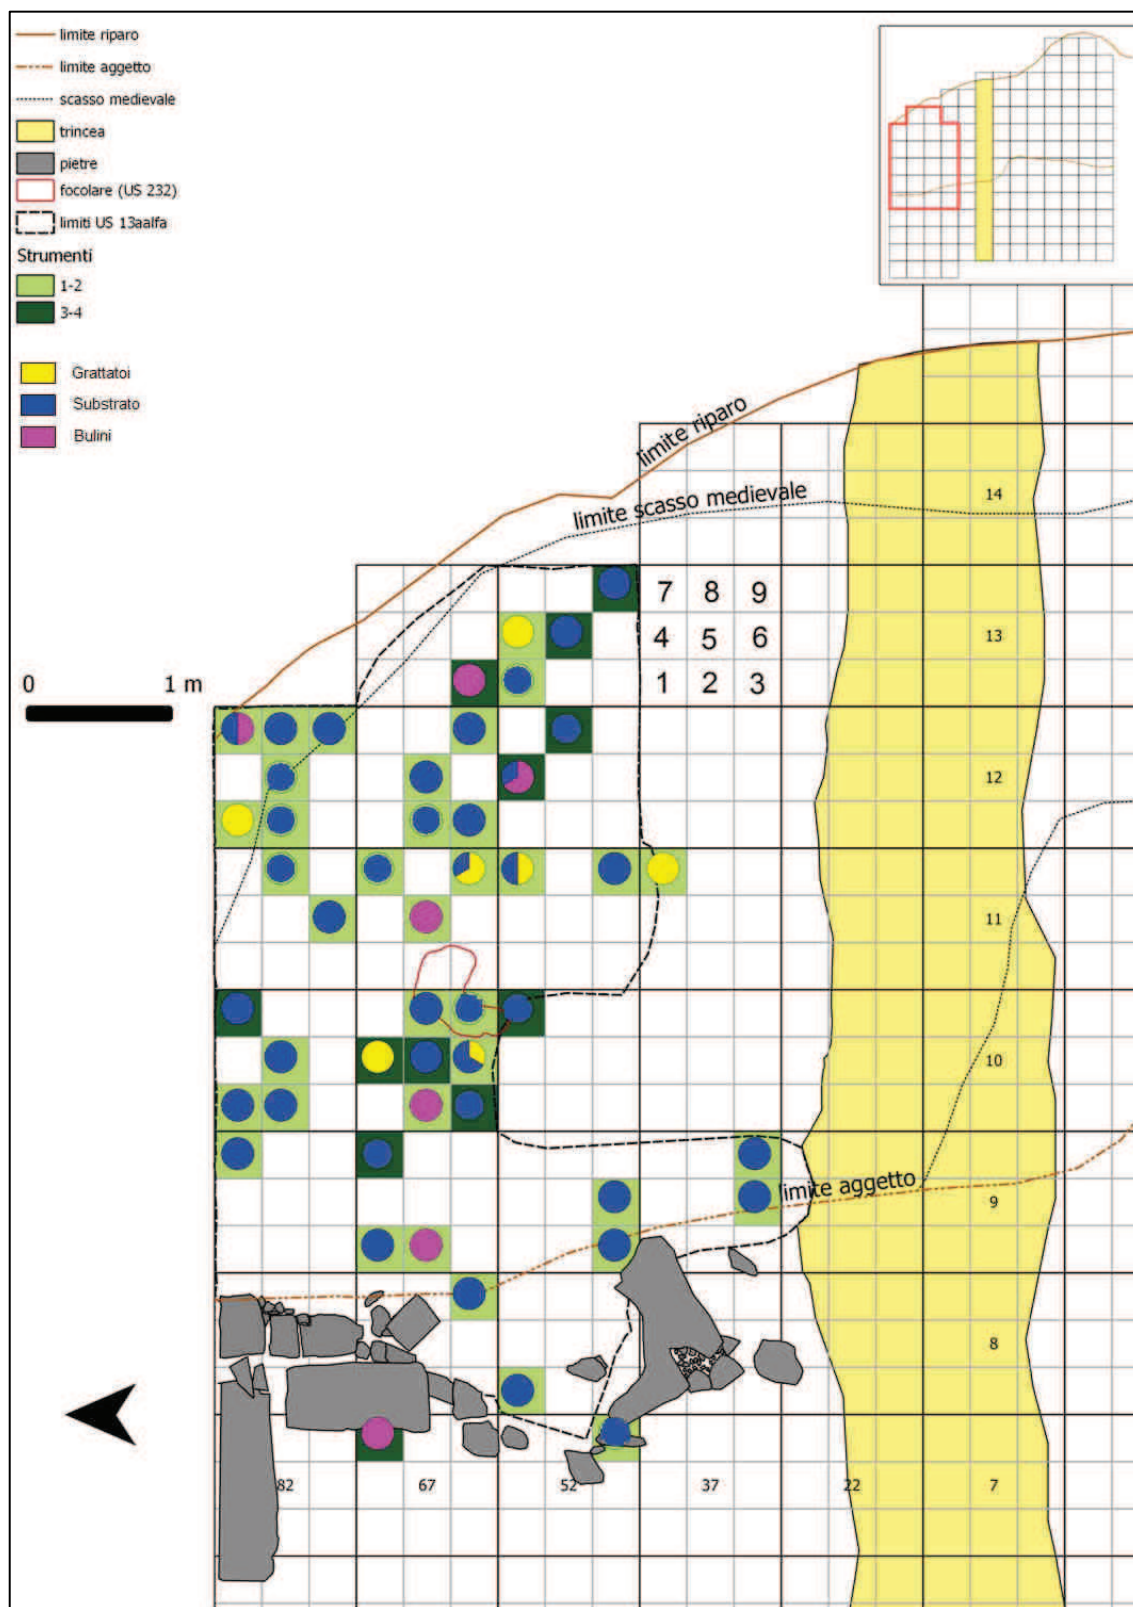 limite riparo
limite aggetto
scasso medievale
trincea
pietre
focolare (US 232)
limiti US 13aalfa
Strumenti
1-2
3-4
Grattatoi
Substrato
Bulini
limite riparo
limite scasso medievale
14
7 8 9
4 5 6
1 2 3
13
0 1 m
12
11
10
limite aggetto
9
8
82 67 52 37 22 7